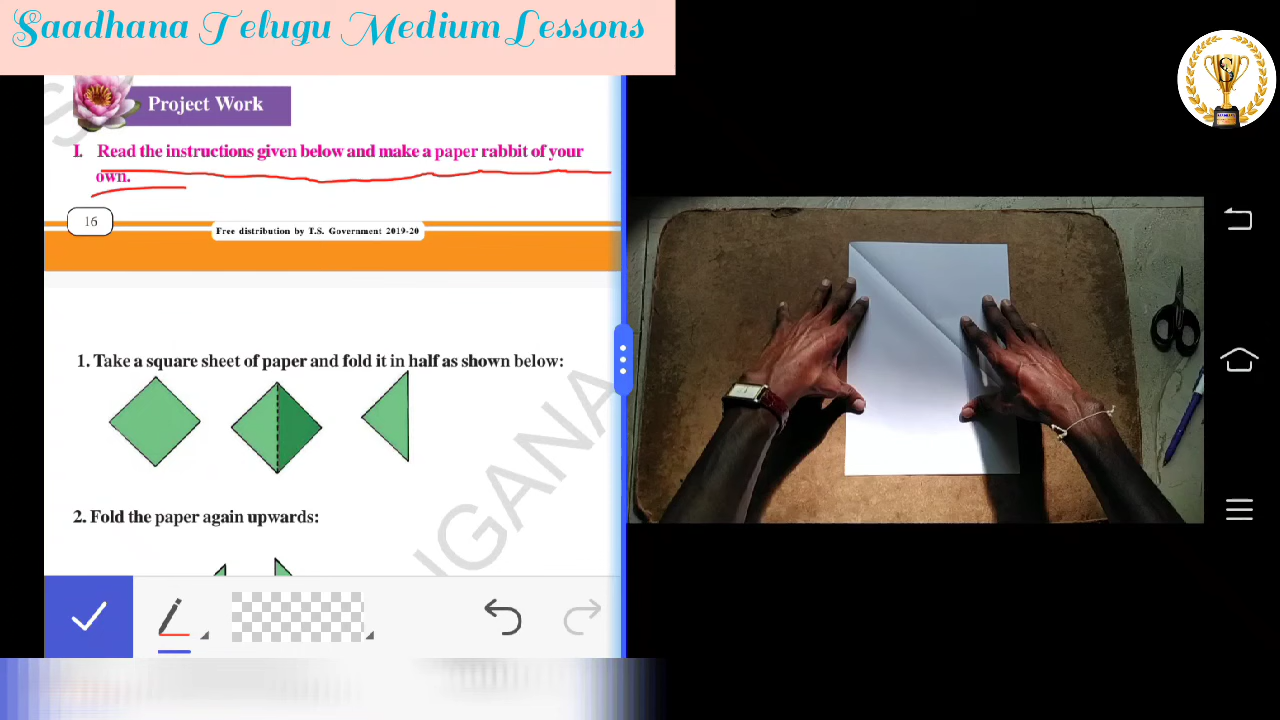 Saadhana Telugu Medium Lessons
Project Work
I. Read the instructions given below and make a paper rabbit of your
own.
16
Free distribution by T.S. Government 2019-20
1. Take a square sheet of paper and fold it in half as shown below:
2. Fold the paper again upwards:
IGANA